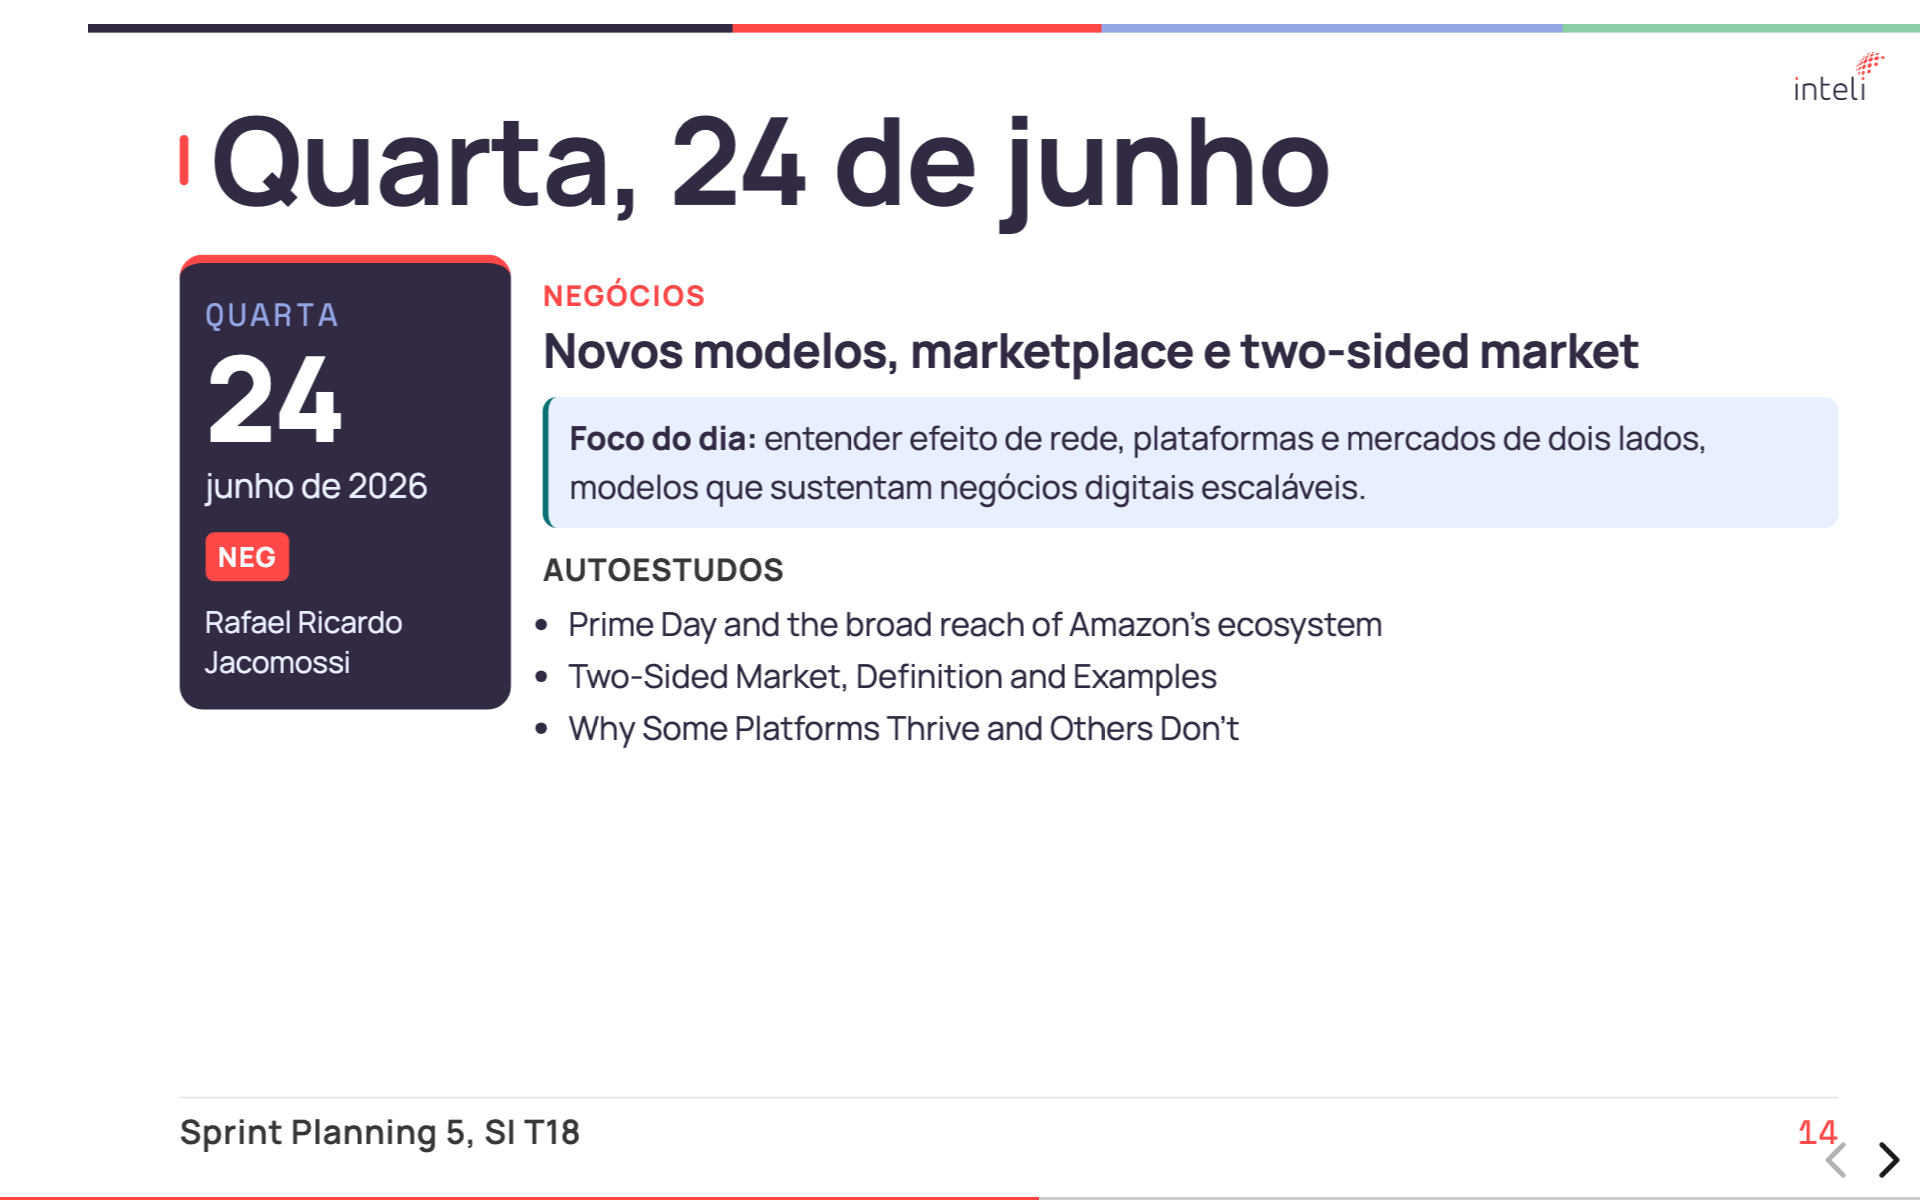 inteli
Quarta, 24 de junho
QUARTA
24
junho de 2026
NEG
Rafael Ricardo
Jacomossi
NEGÓCIOS
Novos modelos, marketplace e two-sided market
Foco do dia: entender efeito de rede, plataformas e mercados de dois lados,
modelos que sustentam negócios digitais escaláveis.
AUTOESTUDOS
• Prime Day and the broad reach of Amazon’s ecosystem
• Two-Sided Market, Definition and Examples
• Why Some Platforms Thrive and Others Don’t
Sprint Planning 5, SI T18
14